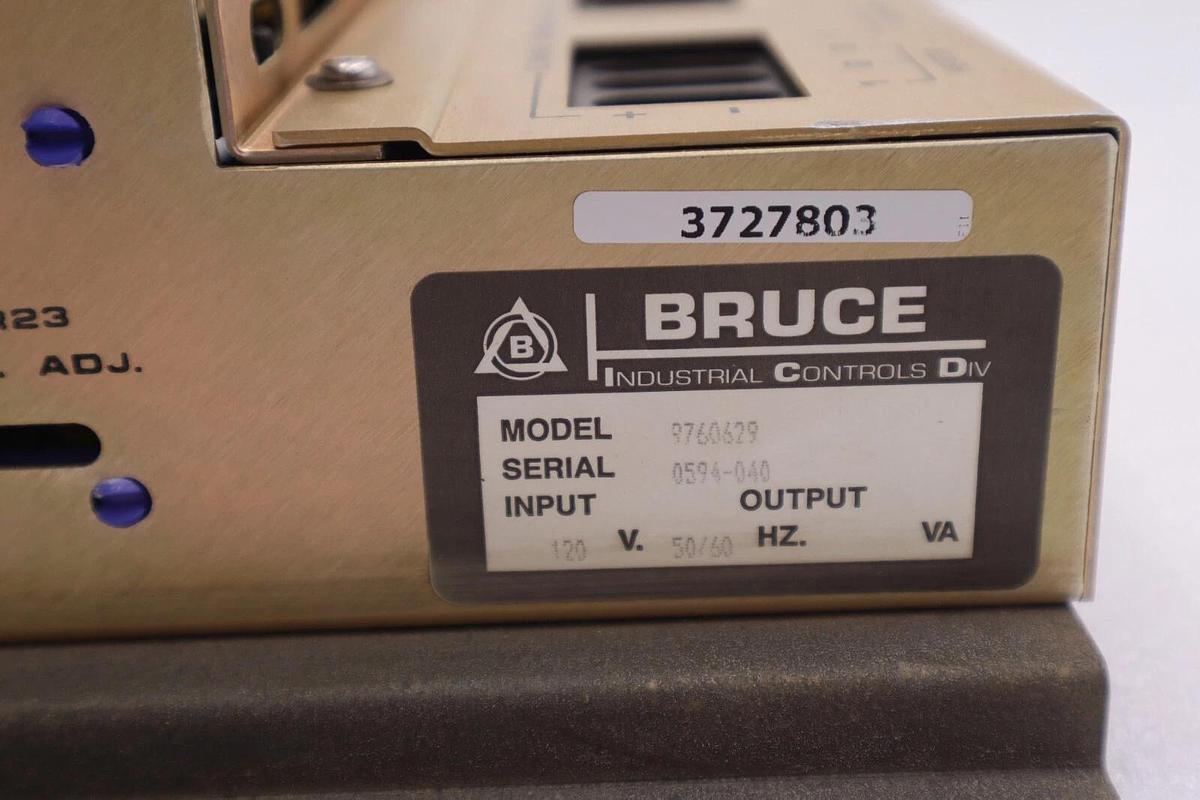 + -
3727803
R23
. ADJ.
B
BRUCE
INDUSTRIAL CONTROLS DIV
MODEL 9760629
SERIAL 0594-040
INPUT OUTPUT
120 V. 50/60 HZ. VA